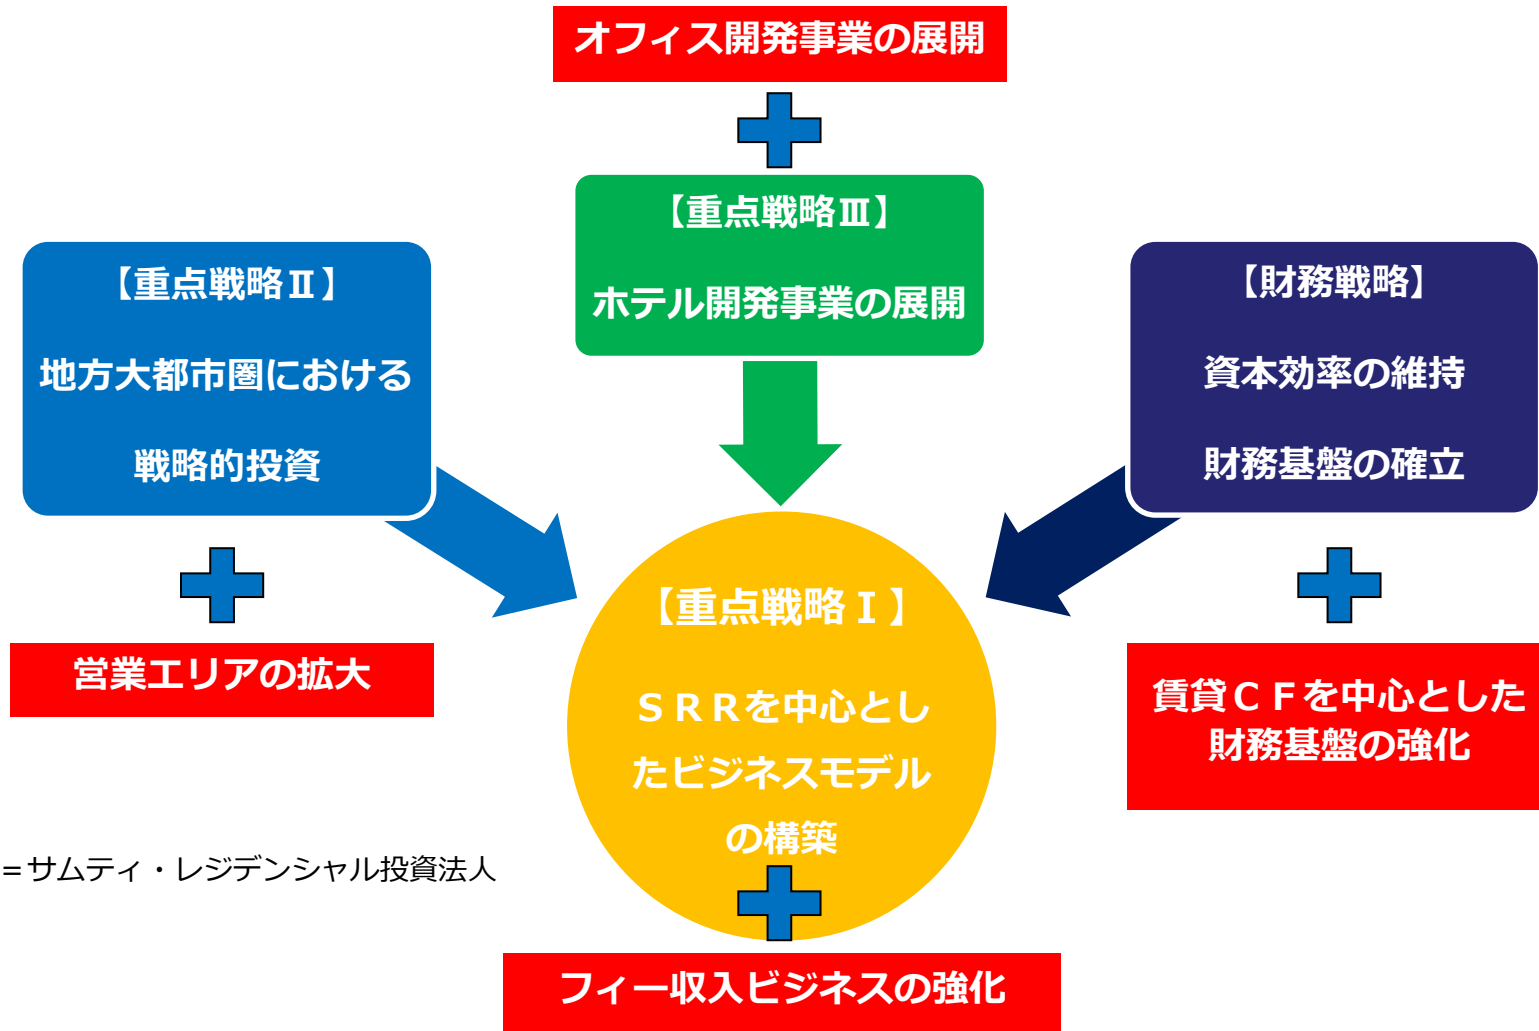 オフィス開発事業の展開
【重点戦略Ⅲ】
ホテル開発事業の展開
【重点戦略Ⅱ】
地方大都市圏における
戦略的投資
【財務戦略】
資本効率の維持
財務基盤の確立
営業エリアの拡大
【重点戦略Ⅰ】
ＳＲＲを中心とし
たビジネスモデル
の構築
賃貸ＣＦを中心とした
財務基盤の強化
＝サムティ・レジデンシャル投資法人
フィー収入ビジネスの強化